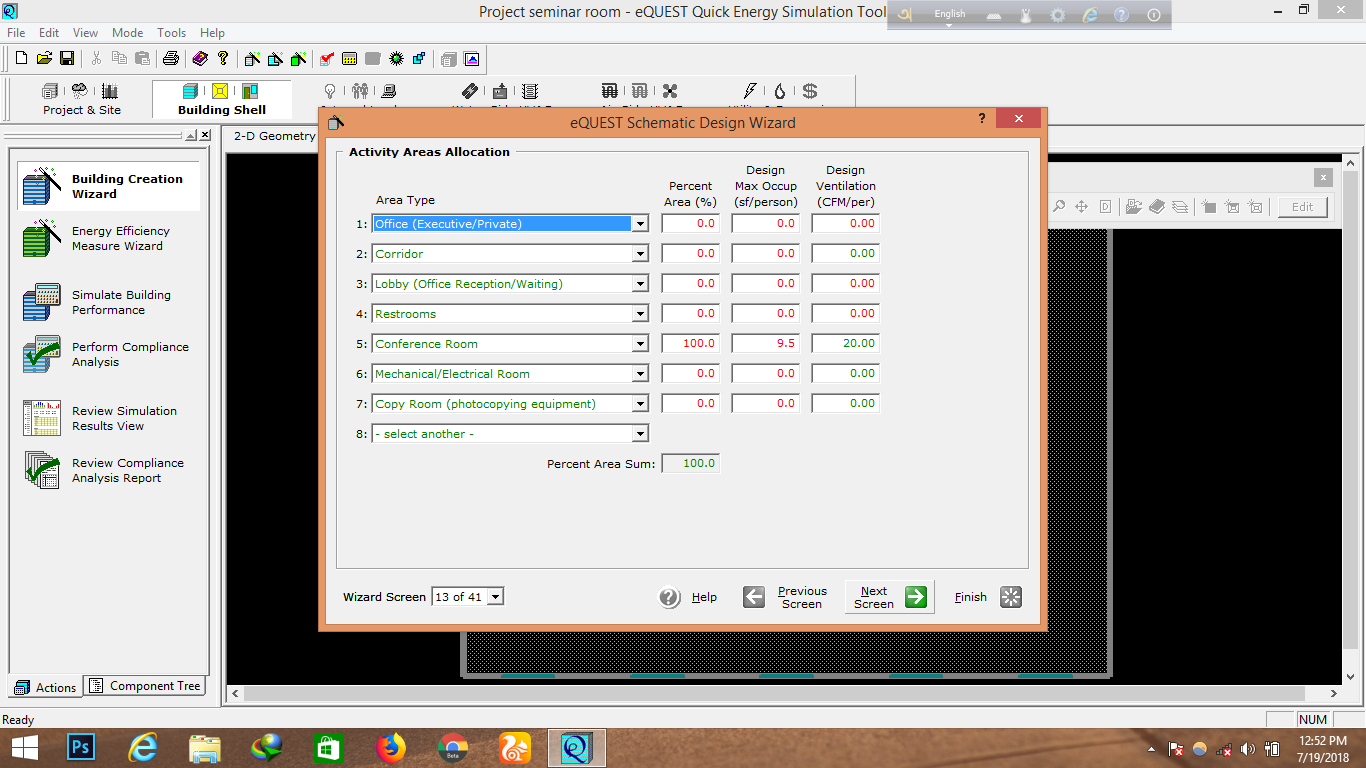 Project seminar room - eQUEST Quick Energy Simulation Tool
English
File Edit View Mode Tools Help
Project & Site
Building Shell
2-D Geometry
eQUEST Schematic Design Wizard
?
Building Creation
Wizard
Energy Efficiency
Measure Wizard
Simulate Building
Performance
Perform Compliance
Analysis
Review Simulation
Results View
Review Compliance
Analysis Report
Actions
Component Tree
Edit
Activity Areas Allocation
Area Type
Percent
Area (%)
Design
Max Occup
(sf/person)
Design
Ventilation
(CFM/per)
1: Office (Executive/Private) 0.0 0.0 0.00
2: Corridor 0.0 0.0 0.00
3: Lobby (Office Reception/Waiting) 0.0 0.0 0.00
4: Restrooms 0.0 0.0 0.00
5: Conference Room 100.0 9.5 20.00
6: Mechanical/Electrical Room 0.0 0.0 0.00
7: Copy Room (photocopying equipment) 0.0 0.0 0.00
8: - select another -
Percent Area Sum: 100.0
Wizard Screen 13 of 41
Help
Previous
Screen
Next
Screen
Finish
Ready
NUM
Ps
Beta
12:52 PM
7/19/2018